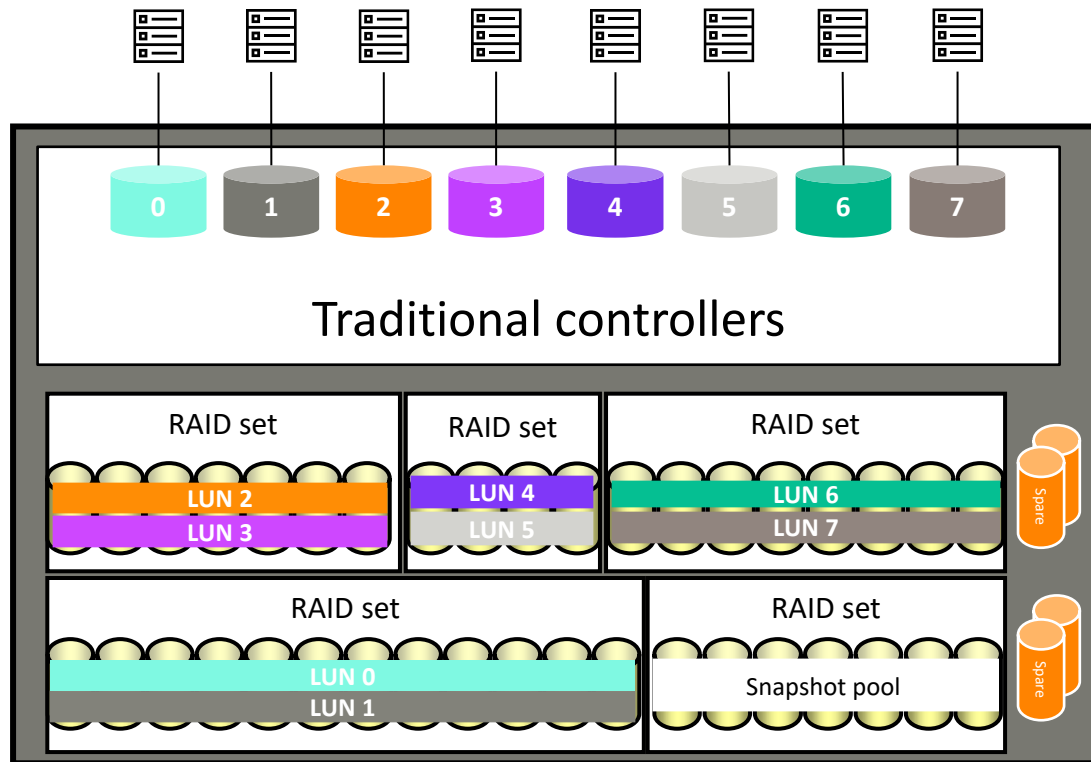 0 1 2 3 4 5 6 7
Traditional controllers
RAID set
LUN 2
LUN 3
RAID set
LUN 4
LUN 5
RAID set
LUN 6
LUN 7
Spare
RAID set
LUN 0
LUN 1
RAID set
Snapshot pool
Spare